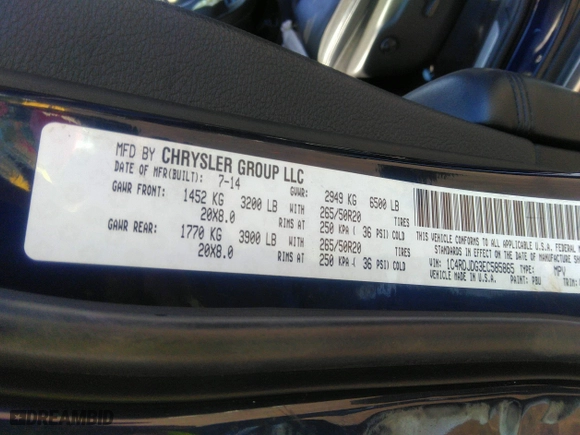 MFD BY CHRYSLER GROUP LLC
DATE OF MFR(BUILT): 7-14 GVWR: 2949 KG 6500 LB
GAWR FRONT: 1452 KG 3200 LB WITH 265/50R20 TIRES
20X8.0 RIMS AT 250 KPA ( 36 PSI) COLD
GAWR REAR: 1770 KG 3900 LB WITH 265/50R20 TIRES
20X8.0 RIMS AT 250 KPA ( 36 PSI) COLD
THIS VEHICLE CONFORMS TO ALL APPLICABLE U.S.A. FEDERAL
STANDARDS IN EFFECT ON THE DATE OF MANUFACTURE
VIN: 1C4RDJDG3EC585865 TYPE: MPV
VEHICLE MADE IN U.S.A. PAINT: PBU TRIM:
DREAMBID